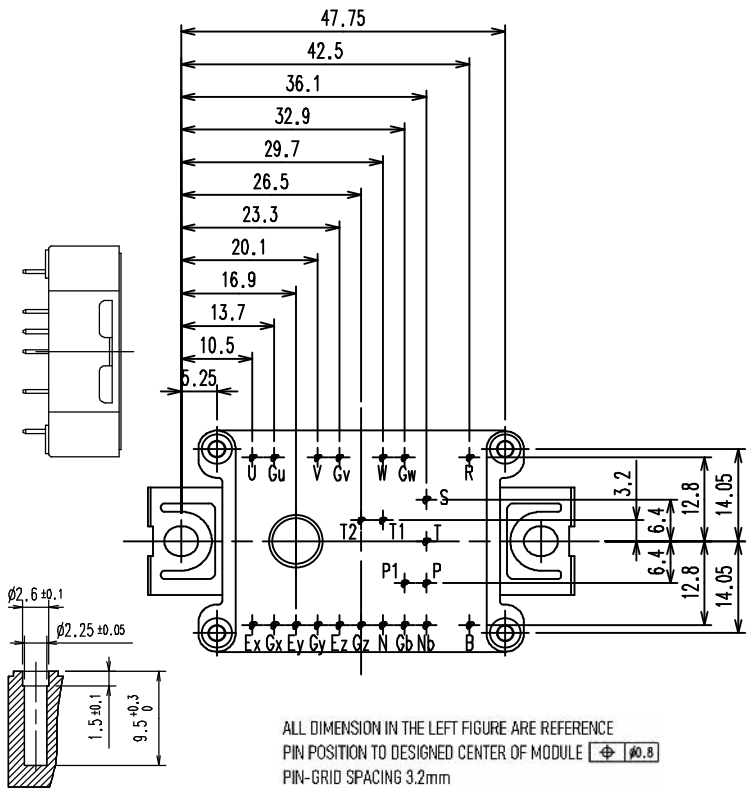 47.75
42.5
36.1
32.9
29.7
26.5
23.3
20.1
16.9
13.7
10.5
5.25
U Gu V Gv W Gw R
S
T2 T1
T
P1 P
Ex Gx Ey Gy Ez Gz N Gb Nb B
3.2
6.4
12.8
14.05
6.4
12.8
14.05
Ø2.6 ±0.1
Ø2.25 ±0.05
1.5 ±0.1
9.5 +0.3 0
ALL DIMENSION IN THE LEFT FIGURE ARE REFERENCE
PIN POSITION TO DESIGNED CENTER OF MODULE ⌖ Ø0.8
PIN-GRID SPACING 3.2mm